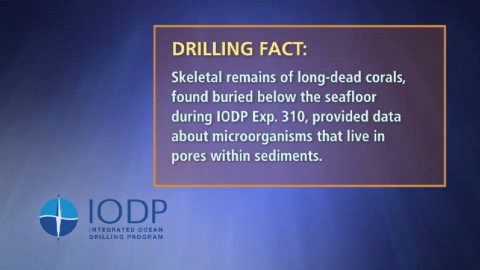 DRILLING FACT:
Skeletal remains of long-dead corals,
found buried below the seafloor
during IODP Exp. 310, provided data
about microorganisms that live in
pores within sediments.
IODP
INTEGRATED OCEAN
DRILLING PROGRAM